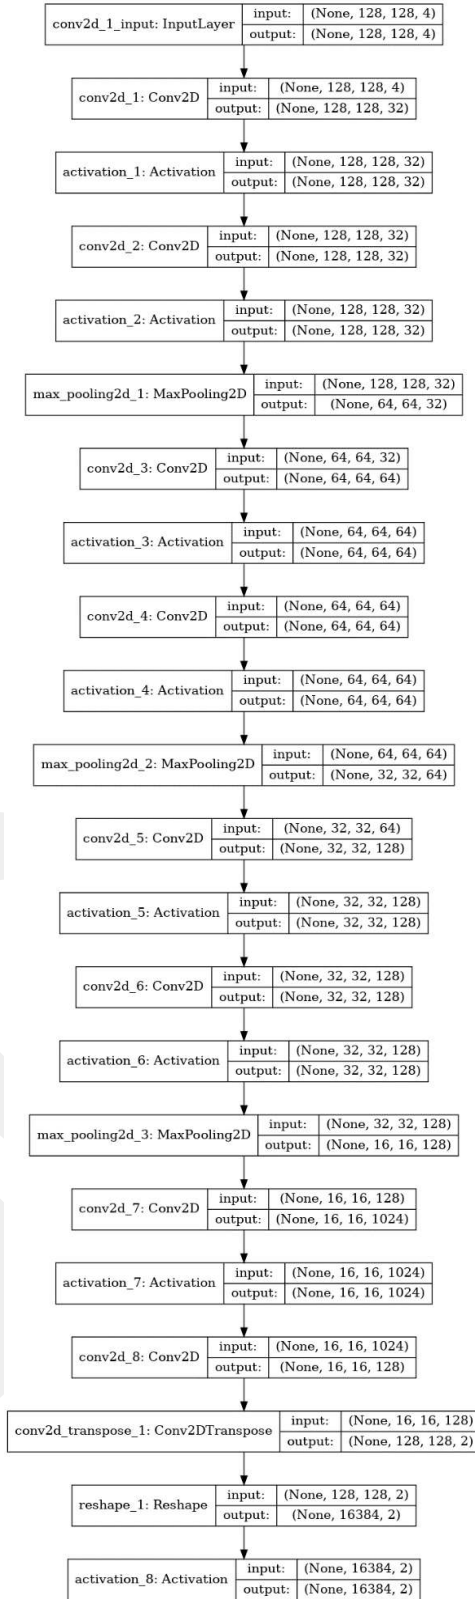 conv2d_1_input: InputLayer input: (None, 128, 128, 4)
output: (None, 128, 128, 4)
conv2d_1: Conv2D input: (None, 128, 128, 4)
output: (None, 128, 128, 32)
activation_1: Activation input: (None, 128, 128, 32)
output: (None, 128, 128, 32)
conv2d_2: Conv2D input: (None, 128, 128, 32)
output: (None, 128, 128, 32)
activation_2: Activation input: (None, 128, 128, 32)
output: (None, 128, 128, 32)
max_pooling2d_1: MaxPooling2D input: (None, 128, 128, 32)
output: (None, 64, 64, 32)
conv2d_3: Conv2D input: (None, 64, 64, 32)
output: (None, 64, 64, 64)
activation_3: Activation input: (None, 64, 64, 64)
output: (None, 64, 64, 64)
conv2d_4: Conv2D input: (None, 64, 64, 64)
output: (None, 64, 64, 64)
activation_4: Activation input: (None, 64, 64, 64)
output: (None, 64, 64, 64)
max_pooling2d_2: MaxPooling2D input: (None, 64, 64, 64)
output: (None, 32, 32, 64)
conv2d_5: Conv2D input: (None, 32, 32, 64)
output: (None, 32, 32, 128)
activation_5: Activation input: (None, 32, 32, 128)
output: (None, 32, 32, 128)
conv2d_6: Conv2D input: (None, 32, 32, 128)
output: (None, 32, 32, 128)
activation_6: Activation input: (None, 32, 32, 128)
output: (None, 32, 32, 128)
max_pooling2d_3: MaxPooling2D input: (None, 32, 32, 128)
output: (None, 16, 16, 128)
conv2d_7: Conv2D input: (None, 16, 16, 128)
output: (None, 16, 16, 1024)
activation_7: Activation input: (None, 16, 16, 1024)
output: (None, 16, 16, 1024)
conv2d_8: Conv2D input: (None, 16, 16, 1024)
output: (None, 16, 16, 128)
conv2d_transpose_1: Conv2DTranspose input: (None, 16, 16, 128)
output: (None, 128, 128, 2)
reshape_1: Reshape input: (None, 128, 128, 2)
output: (None, 16384, 2)
activation_8: Activation input: (None, 16384, 2)
output: (None, 16384, 2)